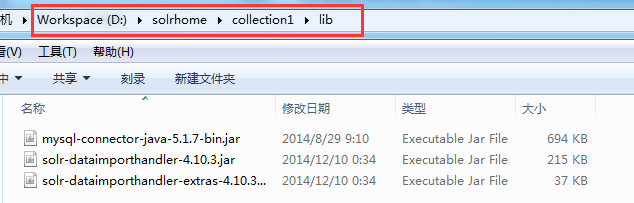 机 Workspace (D:) solrhome collection1 lib
看(V) 工具(T) 帮助(H)
中 共享 刻录 新建文件夹
名称 修改日期 类型 大小
mysql-connector-java-5.1.7-bin.jar 2014/8/29 9:10 Executable Jar File 694 KB
solr-dataimporthandler-4.10.3.jar 2014/12/10 0:34 Executable Jar File 215 KB
solr-dataimporthandler-extras-4.10.3... 2014/12/10 0:34 Executable Jar File 37 KB